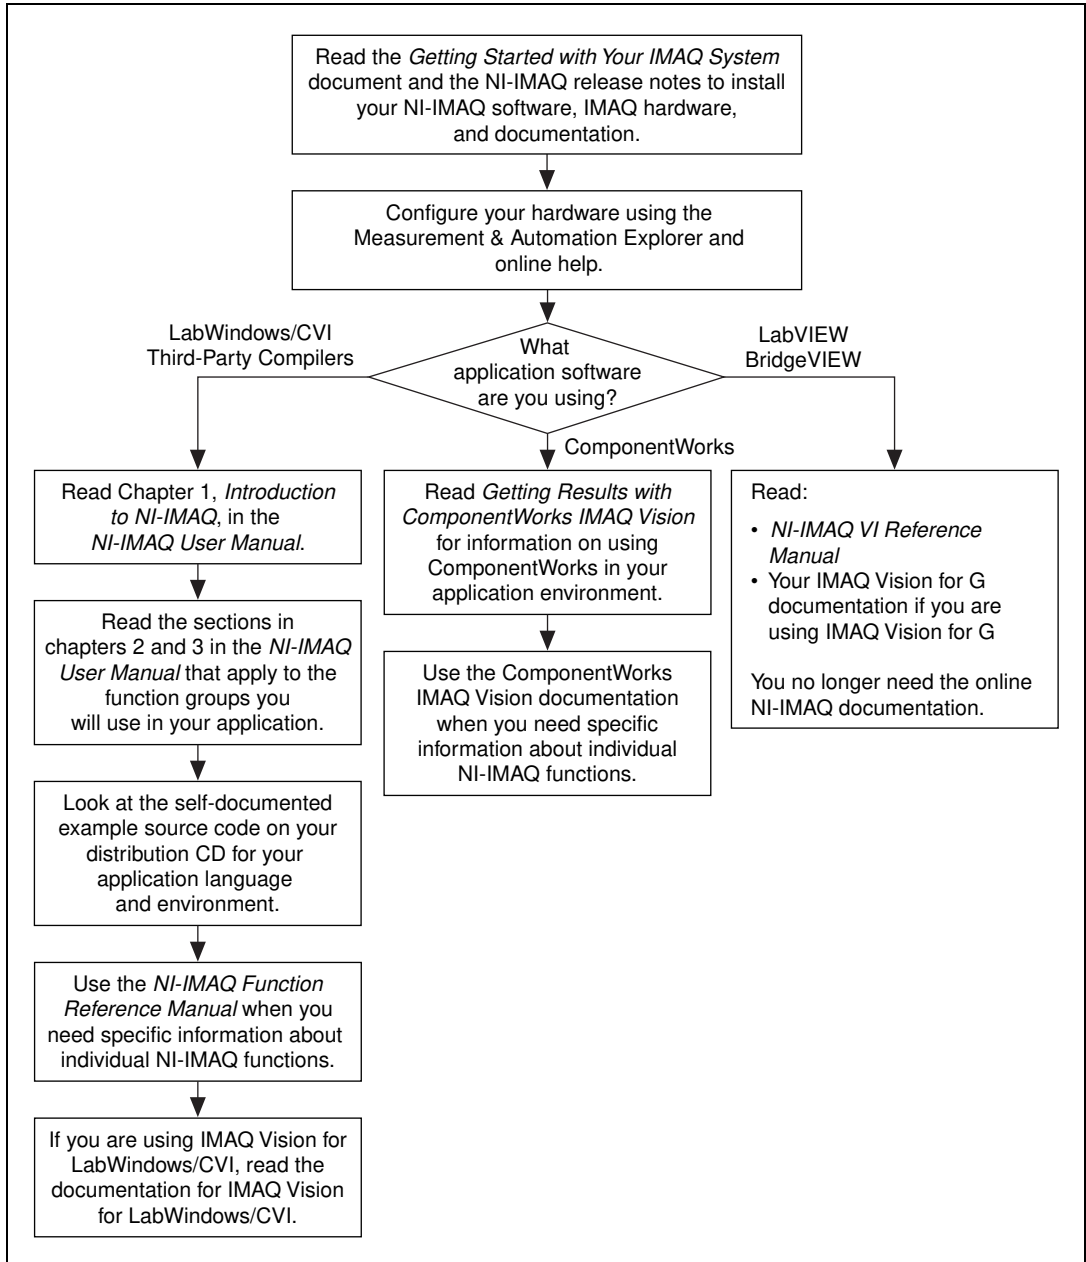 Read the Getting Started with Your IMAQ System
document and the NI-IMAQ release notes to install
your NI-IMAQ software, IMAQ hardware,
and documentation.
Configure your hardware using the
Measurement & Automation Explorer and
online help.
What
application software
are you using?
LabWindows/CVI
Third-Party Compilers
Read Chapter 1, Introduction
to NI-IMAQ, in the
NI-IMAQ User Manual.
Read the sections in
chapters 2 and 3 in the NI-IMAQ
User Manual that apply to the
function groups you
will use in your application.
Look at the self-documented
example source code on your
distribution CD for your
application language
and environment.
Use the NI-IMAQ Function
Reference Manual when you
need specific information about
individual NI-IMAQ functions.
If you are using IMAQ Vision for
LabWindows/CVI, read the
documentation for IMAQ Vision
for LabWindows/CVI.
ComponentWorks
Read Getting Results with
ComponentWorks IMAQ Vision
for information on using
ComponentWorks in your
application environment.
Use the ComponentWorks
IMAQ Vision documentation
when you need specific
information about individual
NI-IMAQ functions.
LabVIEW
BridgeVIEW
Read:
• NI-IMAQ VI Reference
Manual
• Your IMAQ Vision for G
documentation if you are
using IMAQ Vision for G
You no longer need the online
NI-IMAQ documentation.